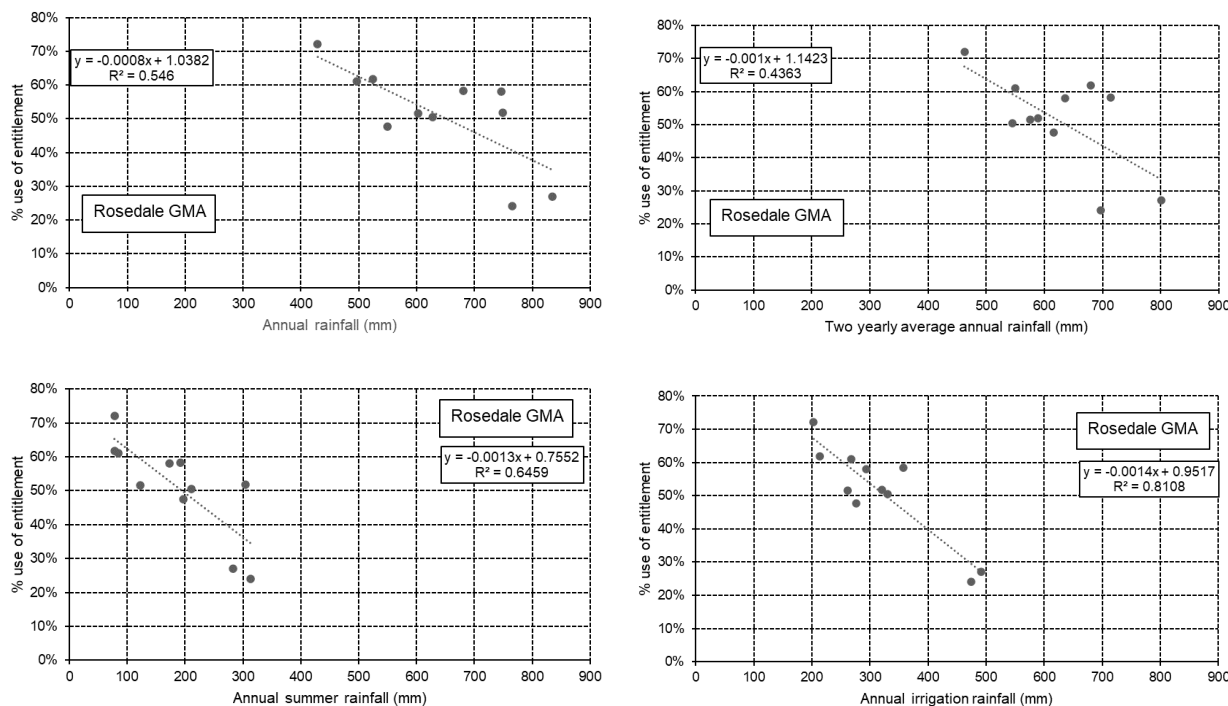 80%
70%
60%
50%
40%
30%
20%
10%
0%
% use of entitlement
y = -0.0008x + 1.0382
R² = 0.546
Rosedale GMA
0 100 200 300 400 500 600 700 800 900
Annual rainfall (mm)
80%
70%
60%
50%
40%
30%
20%
10%
0%
% use of entitlement
y = -0.001x + 1.1423
R² = 0.4363
Rosedale GMA
0 100 200 300 400 500 600 700 800 900
Two yearly average annual rainfall (mm)
80%
70%
60%
50%
40%
30%
20%
10%
0%
% use of entitlement
Rosedale GMA
y = -0.0013x + 0.7552
R² = 0.6459
0 100 200 300 400 500 600 700 800 900
Annual summer rainfall (mm)
80%
70%
60%
50%
40%
30%
20%
10%
0%
% use of entitlement
Rosedale GMA
y = -0.0014x + 0.9517
R² = 0.8108
0 100 200 300 400 500 600 700 800 900
Annual irrigation rainfall (mm)